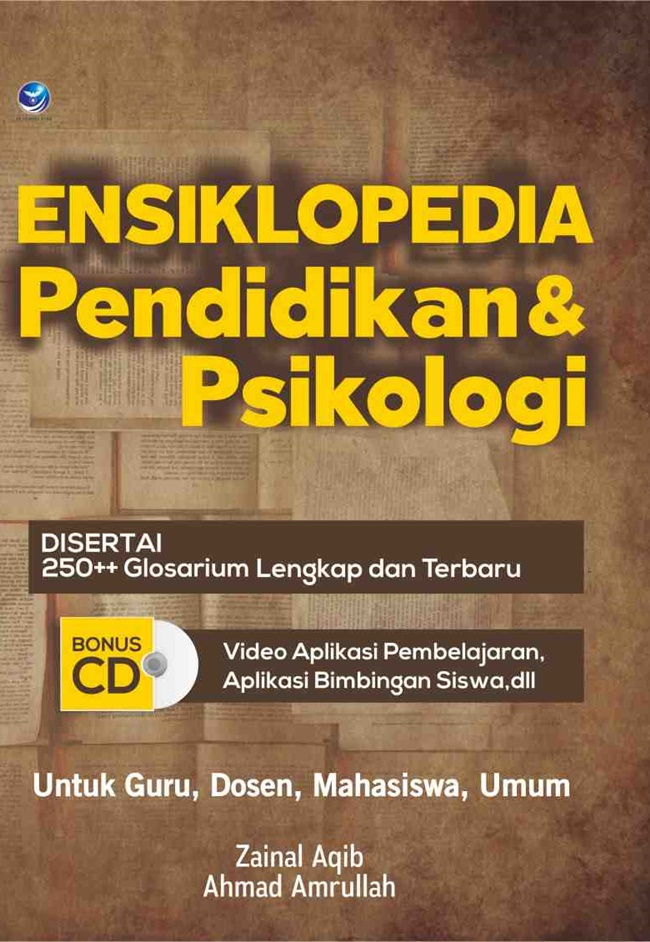 ENSIKLOPEDIA
Pendidikan &
Psikologi
DISERTAI
250++ Glosarium Lengkap dan Terbaru
BONUS
CD
Video Aplikasi Pembelajaran,
Aplikasi Bimbingan Siswa,dll
Untuk Guru, Dosen, Mahasiswa, Umum
Zainal Aqib
Ahmad Amrullah